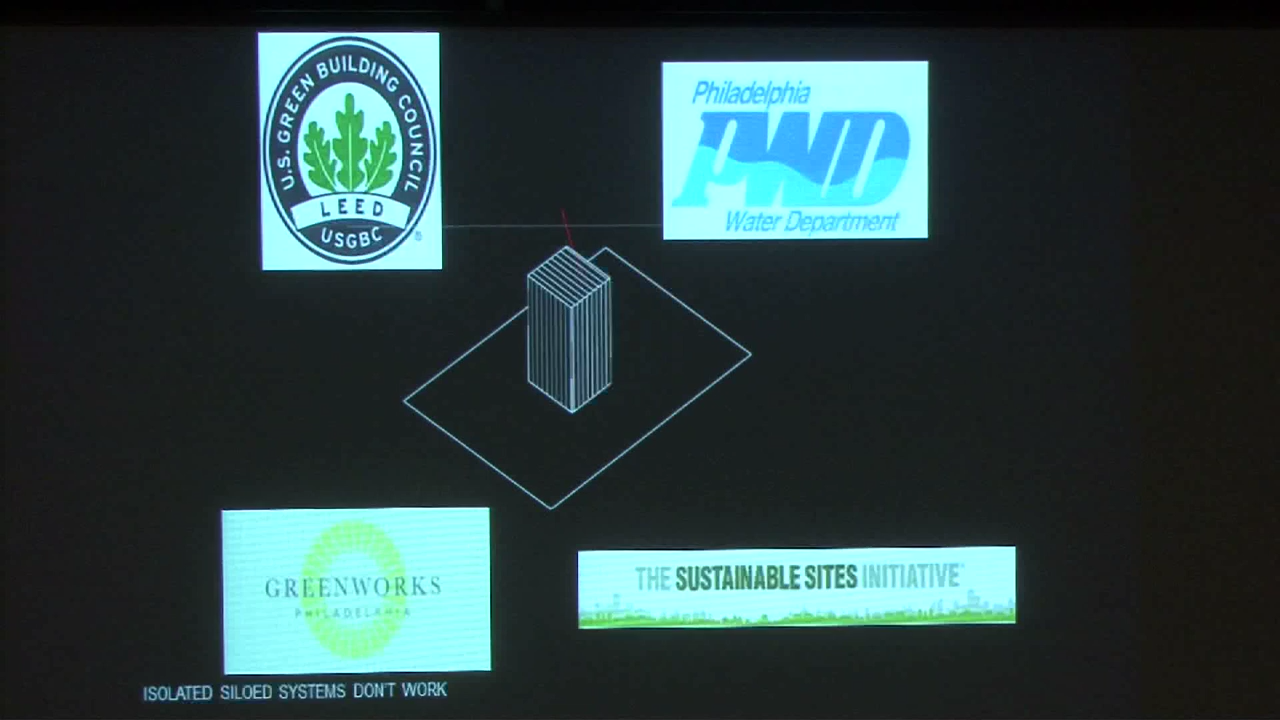 U.S. GREEN BUILDING COUNCIL
LEED
USGBC
®
Philadelphia
PWD
Water Department
GREENWORKS
PHILADELPHIA
THE SUSTAINABLE SITES INITIATIVE
ISOLATED SILOED SYSTEMS DON'T WORK